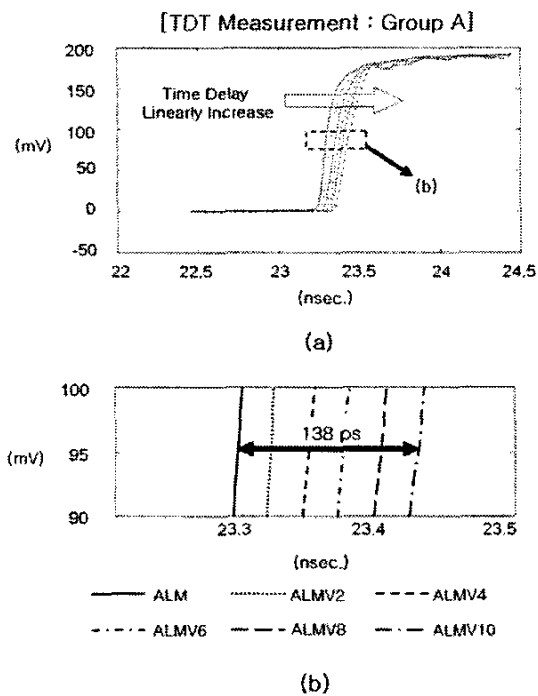 [TDT Measurement : Group A]
200
150
100
50
0
-50
(mV)
Time Delay
Linearly Increase
(b)
22 22,5 23 23,5 24 24,5
(nsec.)
(a)
100
95
90
(mV)
138 ps
23.3 23.4 23.5
(nsec.)
ALM ALMV2 ALMV4
ALMV6 ALMV8 ALMV10
(b)